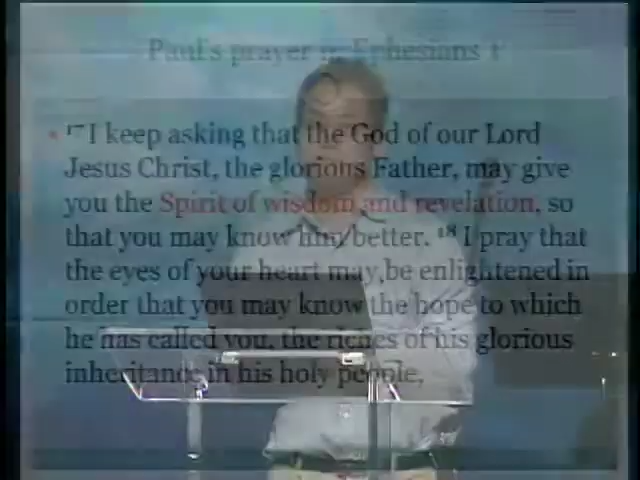 Paul's prayer in Ephesians 1
17 I keep asking that the God of our Lord
Jesus Christ, the glorious Father, may give
you the Spirit of wisdom and revelation, so
that you may know him better. 18 I pray that
the eyes of your heart may be enlightened in
order that you may know the hope to which
he has called you, the riches of his glorious
inheritance in his holy people,